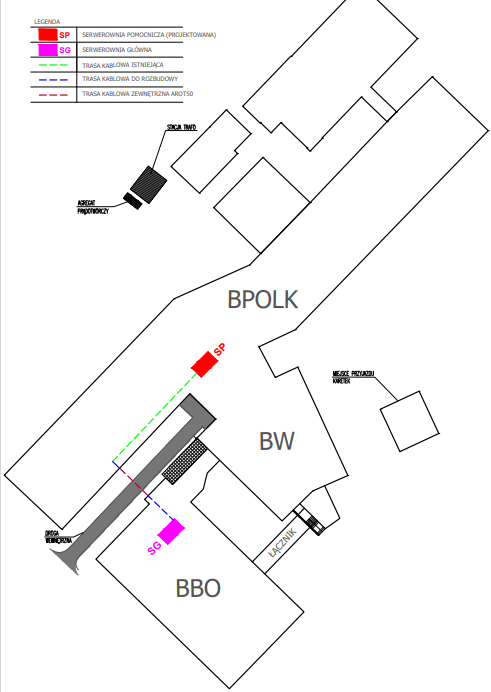 LEGENDA
SP SERWEROWNIA POMOCNICZA (PROJEKTOWANA)
SG SERWEROWNIA GŁÓWNA
TRASA KABLOWA ISTNIEJĄCA
TRASA KABLOWA DO ROZBUDOWY
TRASA KABLOWA ZEWNĘTRZNA AROT50
STACJA TRAFO
AGREGAT
PRĄDOTWÓRCZY
BPOLK
SP
MIEJSCE PRZYJAZDU
KARETEK
BW
DROGA
WEWNĘTRZNA
SG
ŁĄCZNIK
BBO